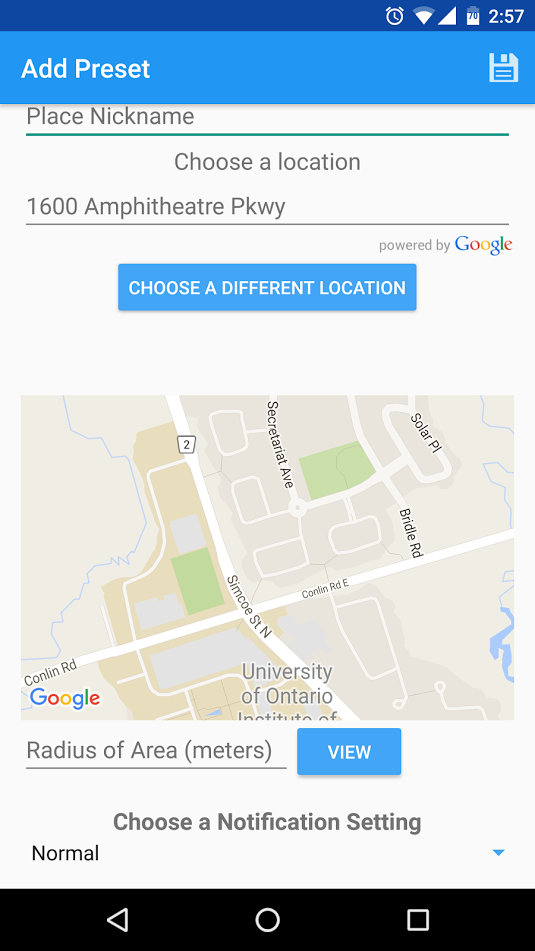 70 2:57
Add Preset
Place Nickname
Choose a location
1600 Amphitheatre Pkwy
powered by Google
CHOOSE A DIFFERENT LOCATION
2
Secretariat Ave
Solar Pl
Bridle Rd
Conlin Rd E
Simcoe St N
Conlin Rd
University
of Ontario
Institute of
Google
Radius of Area (meters)
VIEW
Choose a Notification Setting
Normal